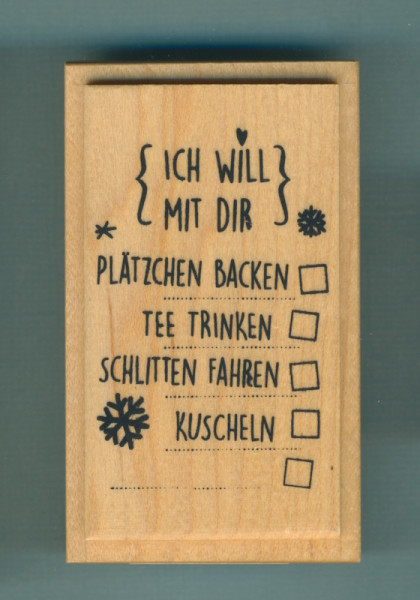 {ICH WILL
MIT DIR}
PLÄTZCHEN BACKEN
TEE TRINKEN
SCHLITTEN FAHREN
KUSCHELN